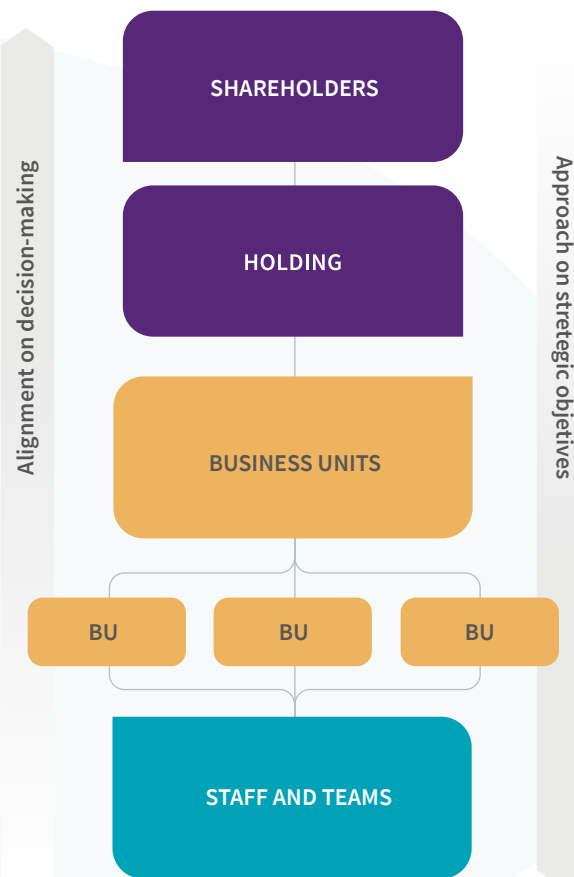 SHAREHOLDERS
Alignment on decision-making
Approach on stretegic objetives
HOLDING
BUSINESS UNITS
BU
BU
BU
STAFF AND TEAMS